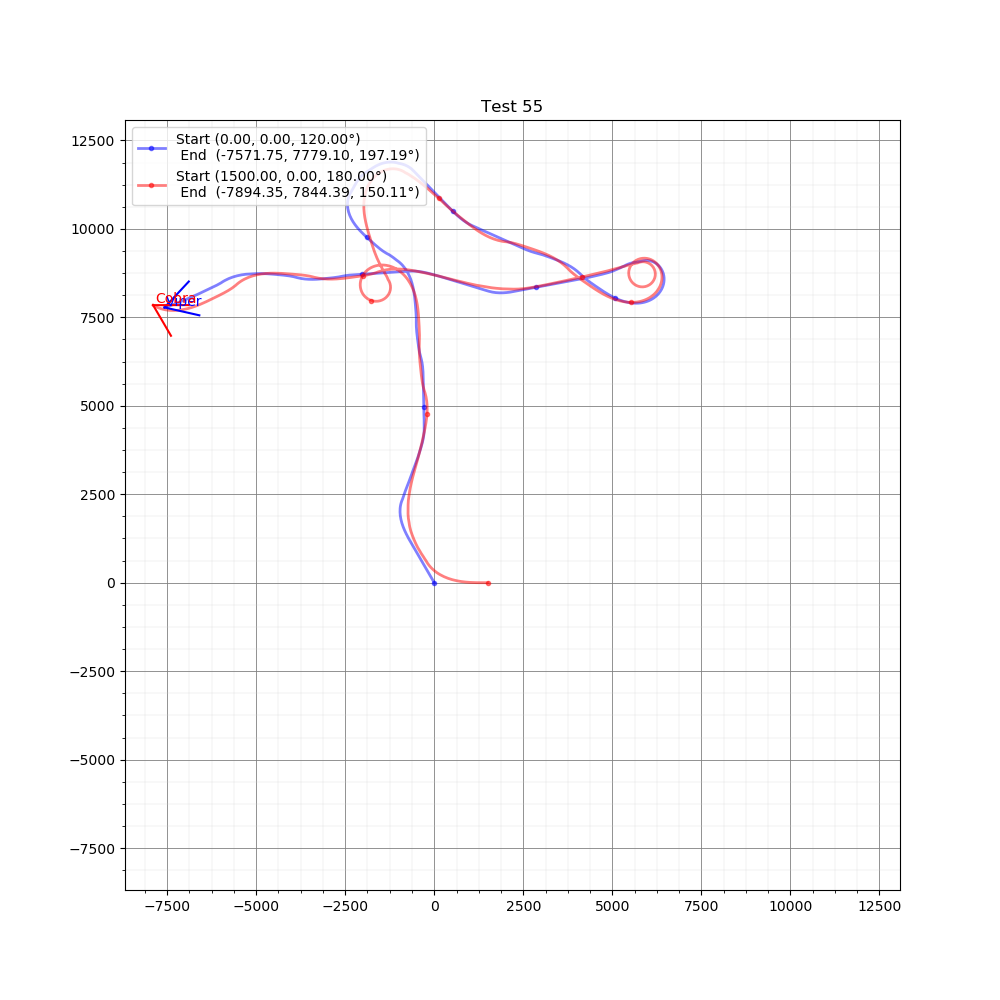 Test 55
Start (0.00, 0.00, 120.00°)
End (-7571.75, 7779.10, 197.19°)
Start (1500.00, 0.00, 180.00°)
End (-7894.35, 7844.39, 150.11°)
12500
10000
7500
5000
2500
0
−2500
−5000
−7500
Cobra
Viper
−7500 −5000 −2500 0 2500 5000 7500 10000 12500